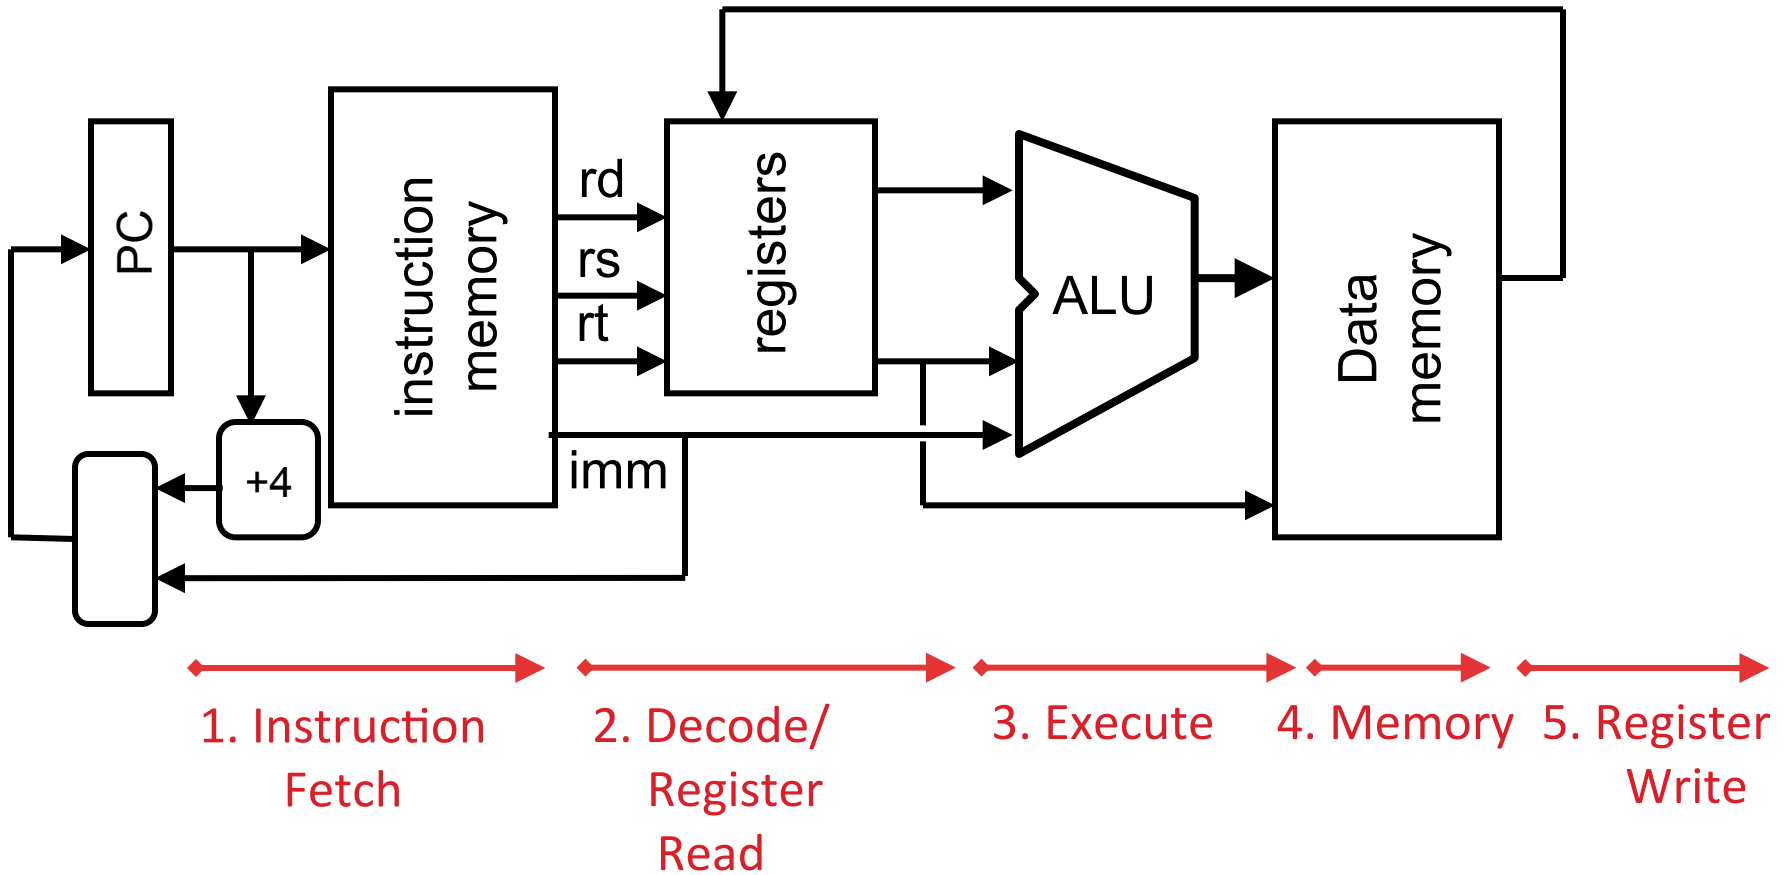 PC
+4
instruction
memory
rd
rs
rt
imm
registers
ALU
Data
memory
1. Instruction
Fetch
2. Decode/
Register
Read
3. Execute
4. Memory
5. Register
Write